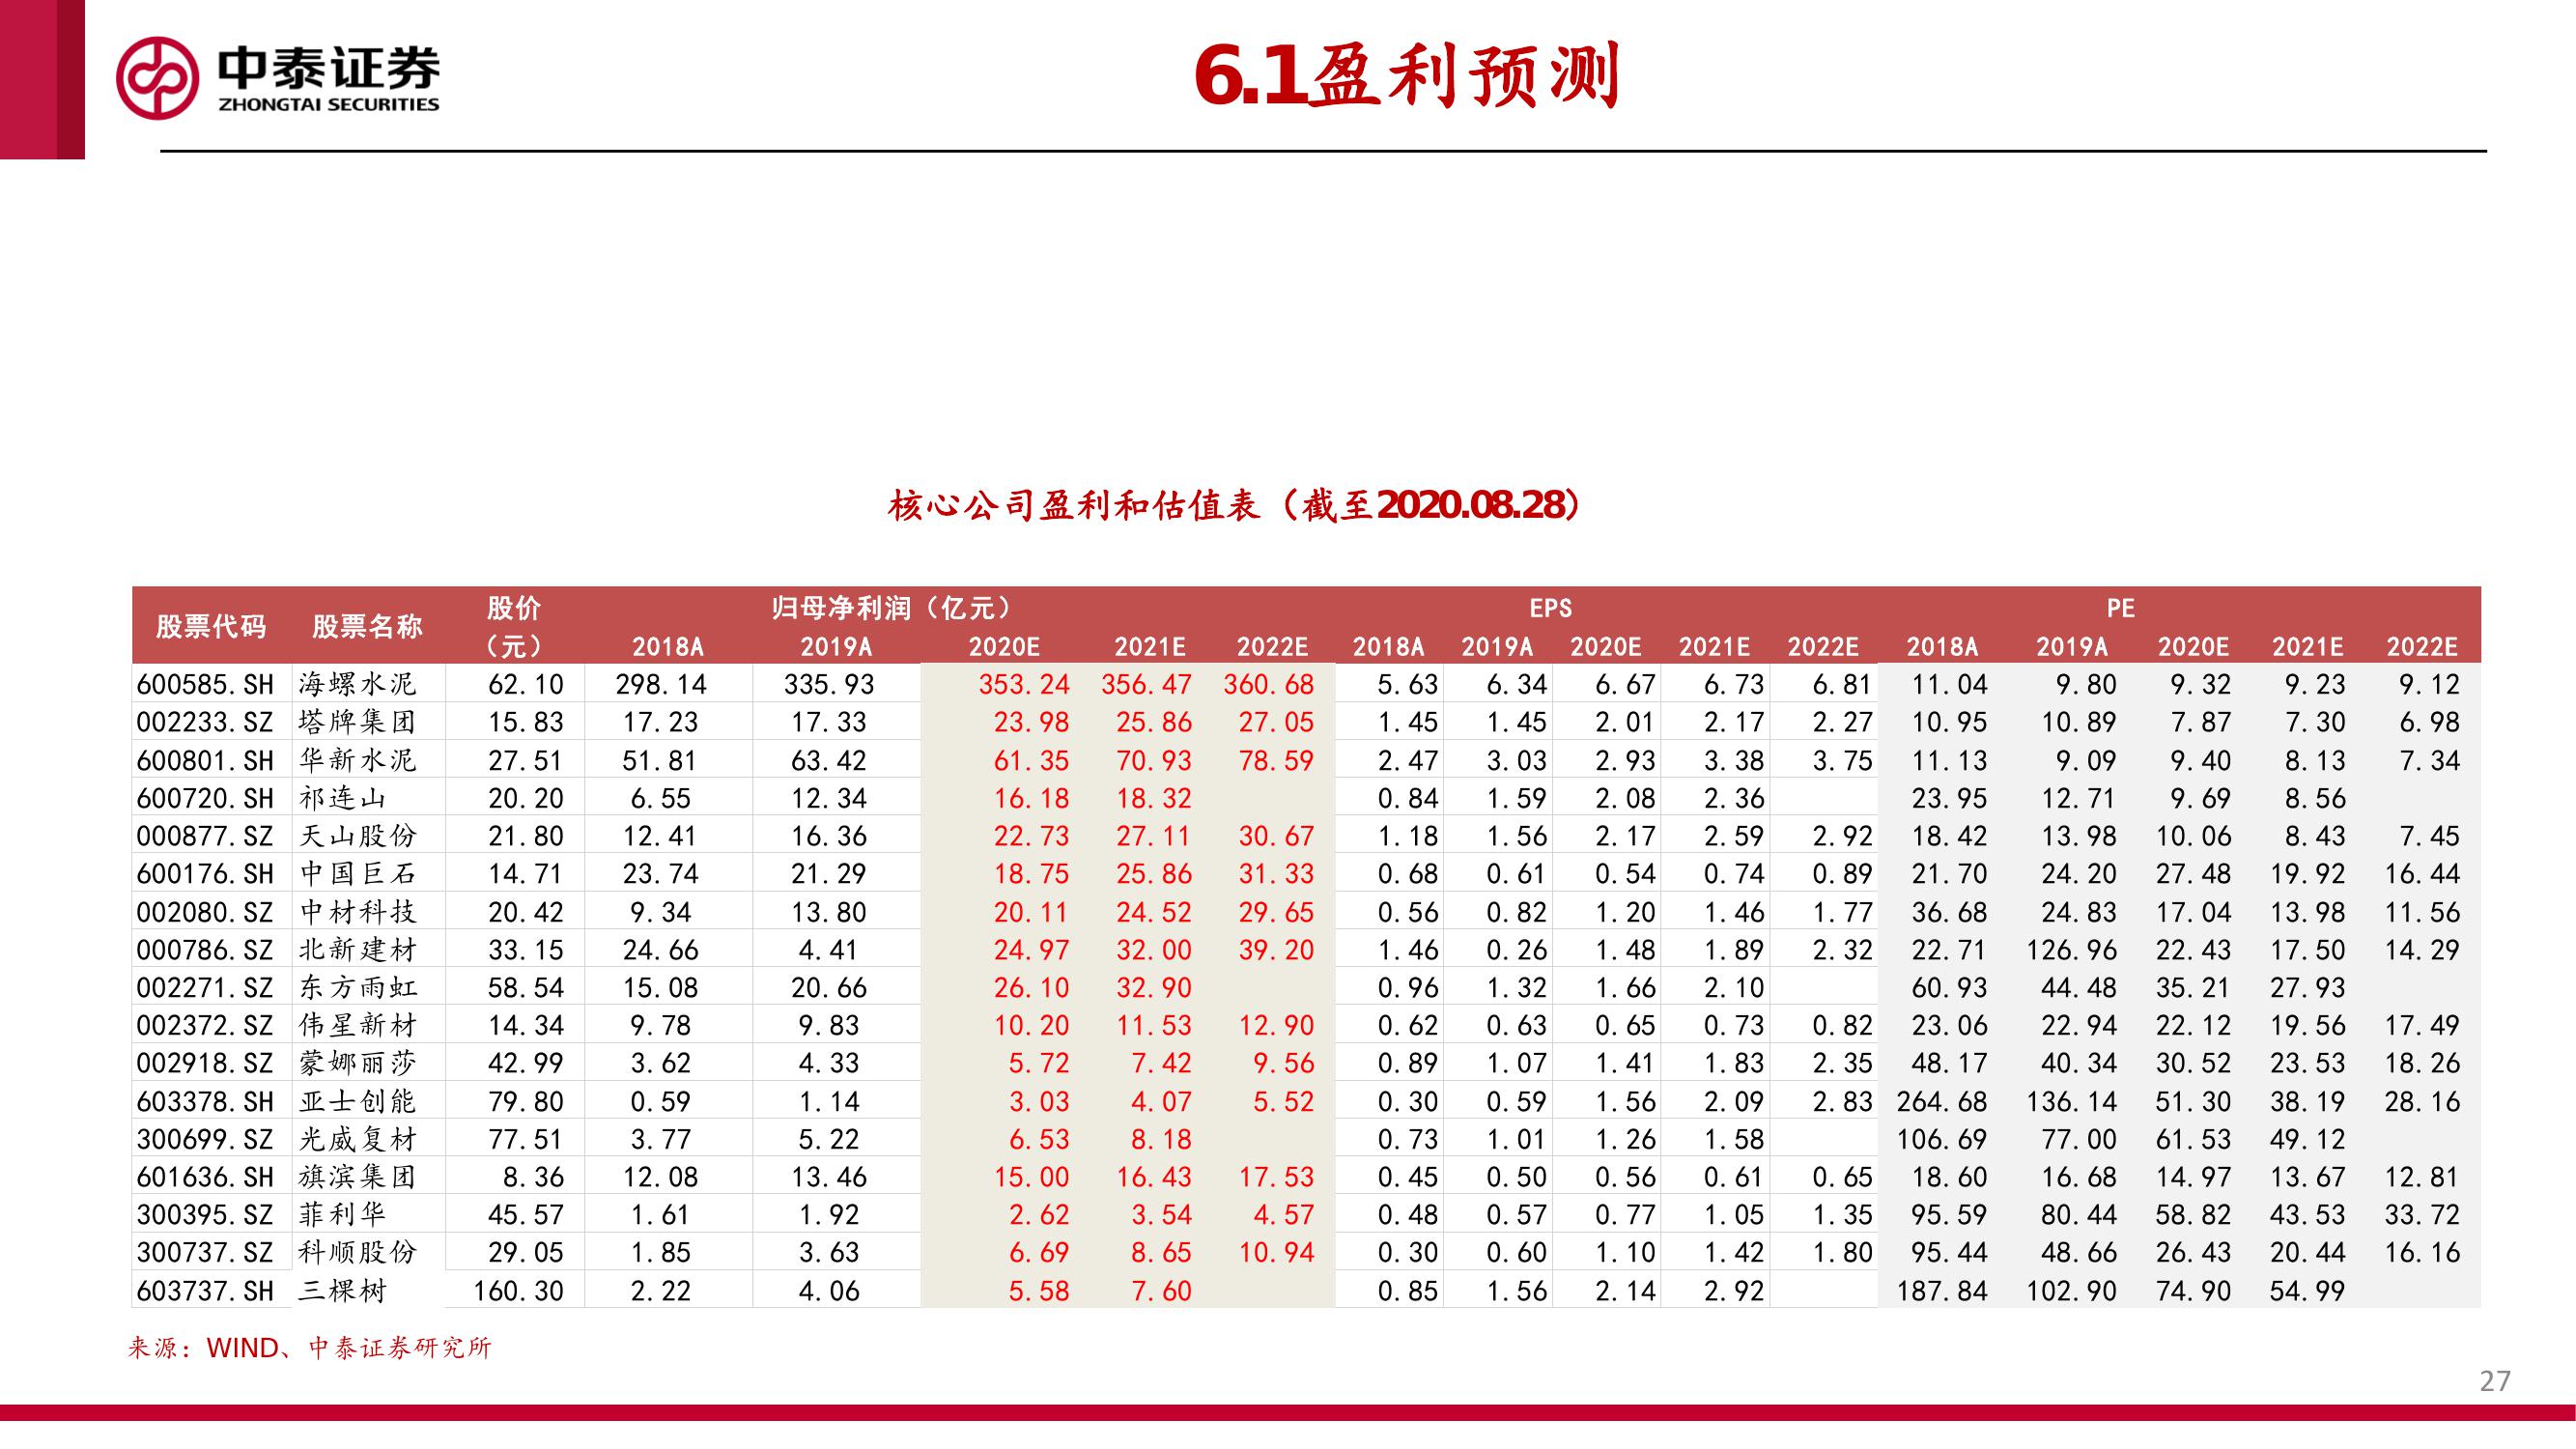 中泰证券
ZHONGTAI SECURITIES
6.1盈利预测
核心公司盈利和估值表（截至2020.08.28）
股票代码 股票名称 股价（元） 归母净利润（亿元） EPS PE
2018A 2019A 2020E 2021E 2022E 2018A 2019A 2020E 2021E 2022E 2018A 2019A 2020E 2021E 2022E
600585.SH 海螺水泥 62.10 298.14 335.93 353.24 356.47 360.68 5.63 6.34 6.67 6.73 6.81 11.04 9.80 9.32 9.23 9.12
002233.SZ 塔牌集团 15.83 17.23 17.33 23.98 25.86 27.05 1.45 1.45 2.01 2.17 2.27 10.95 10.89 7.87 7.30 6.98
600801.SH 华新水泥 27.51 51.81 63.42 61.35 70.93 78.59 2.47 3.03 2.93 3.38 3.75 11.13 9.09 9.40 8.13 7.34
600720.SH 祁连山 20.20 6.55 12.34 16.18 18.32 0.84 1.59 2.08 2.36 23.95 12.71 9.69 8.56
000877.SZ 天山股份 21.80 12.41 16.36 22.73 27.11 30.67 1.18 1.56 2.17 2.59 2.92 18.42 13.98 10.06 8.43 7.45
600176.SH 中国巨石 14.71 23.74 21.29 18.75 25.86 31.33 0.68 0.61 0.54 0.74 0.89 21.70 24.20 27.48 19.92 16.44
002080.SZ 中材科技 20.42 9.34 13.80 20.11 24.52 29.65 0.56 0.82 1.20 1.46 1.77 36.68 24.83 17.04 13.98 11.56
000786.SZ 北新建材 33.15 24.66 4.41 24.97 32.00 39.20 1.46 0.26 1.48 1.89 2.32 22.71 126.96 22.43 17.50 14.29
002271.SZ 东方雨虹 58.54 15.08 20.66 26.10 32.90 0.96 1.32 1.66 2.10 60.93 44.48 35.21 27.93
002372.SZ 伟星新材 14.34 9.78 9.83 10.20 11.53 12.90 0.62 0.63 0.65 0.73 0.82 23.06 22.94 22.12 19.56 17.49
002918.SZ 蒙娜丽莎 42.99 3.62 4.33 5.72 7.42 9.56 0.89 1.07 1.41 1.83 2.35 48.17 40.34 30.52 23.53 18.26
603378.SH 亚士创能 79.80 0.59 1.14 3.03 4.07 5.52 0.30 0.59 1.56 2.09 2.83 264.68 136.14 51.30 38.19 28.16
300699.SZ 光威复材 77.51 3.77 5.22 6.53 8.18 0.73 1.01 1.26 1.58 106.69 77.00 61.53 49.12
601636.SH 旗滨集团 8.36 12.08 13.46 15.00 16.43 17.53 0.45 0.50 0.56 0.61 0.65 18.60 16.68 14.97 13.67 12.81
300395.SZ 菲利华 45.57 1.61 1.92 2.62 3.54 4.57 0.48 0.57 0.77 1.05 1.35 95.59 80.44 58.82 43.53 33.72
300737.SZ 科顺股份 29.05 1.85 3.63 6.69 8.65 10.94 0.30 0.60 1.10 1.42 1.80 95.44 48.66 26.43 20.44 16.16
603737.SH 三棵树 160.30 2.22 4.06 5.58 7.60 0.85 1.56 2.14 2.92 187.84 102.90 74.90 54.99
来源：WIND、中泰证券研究所
27